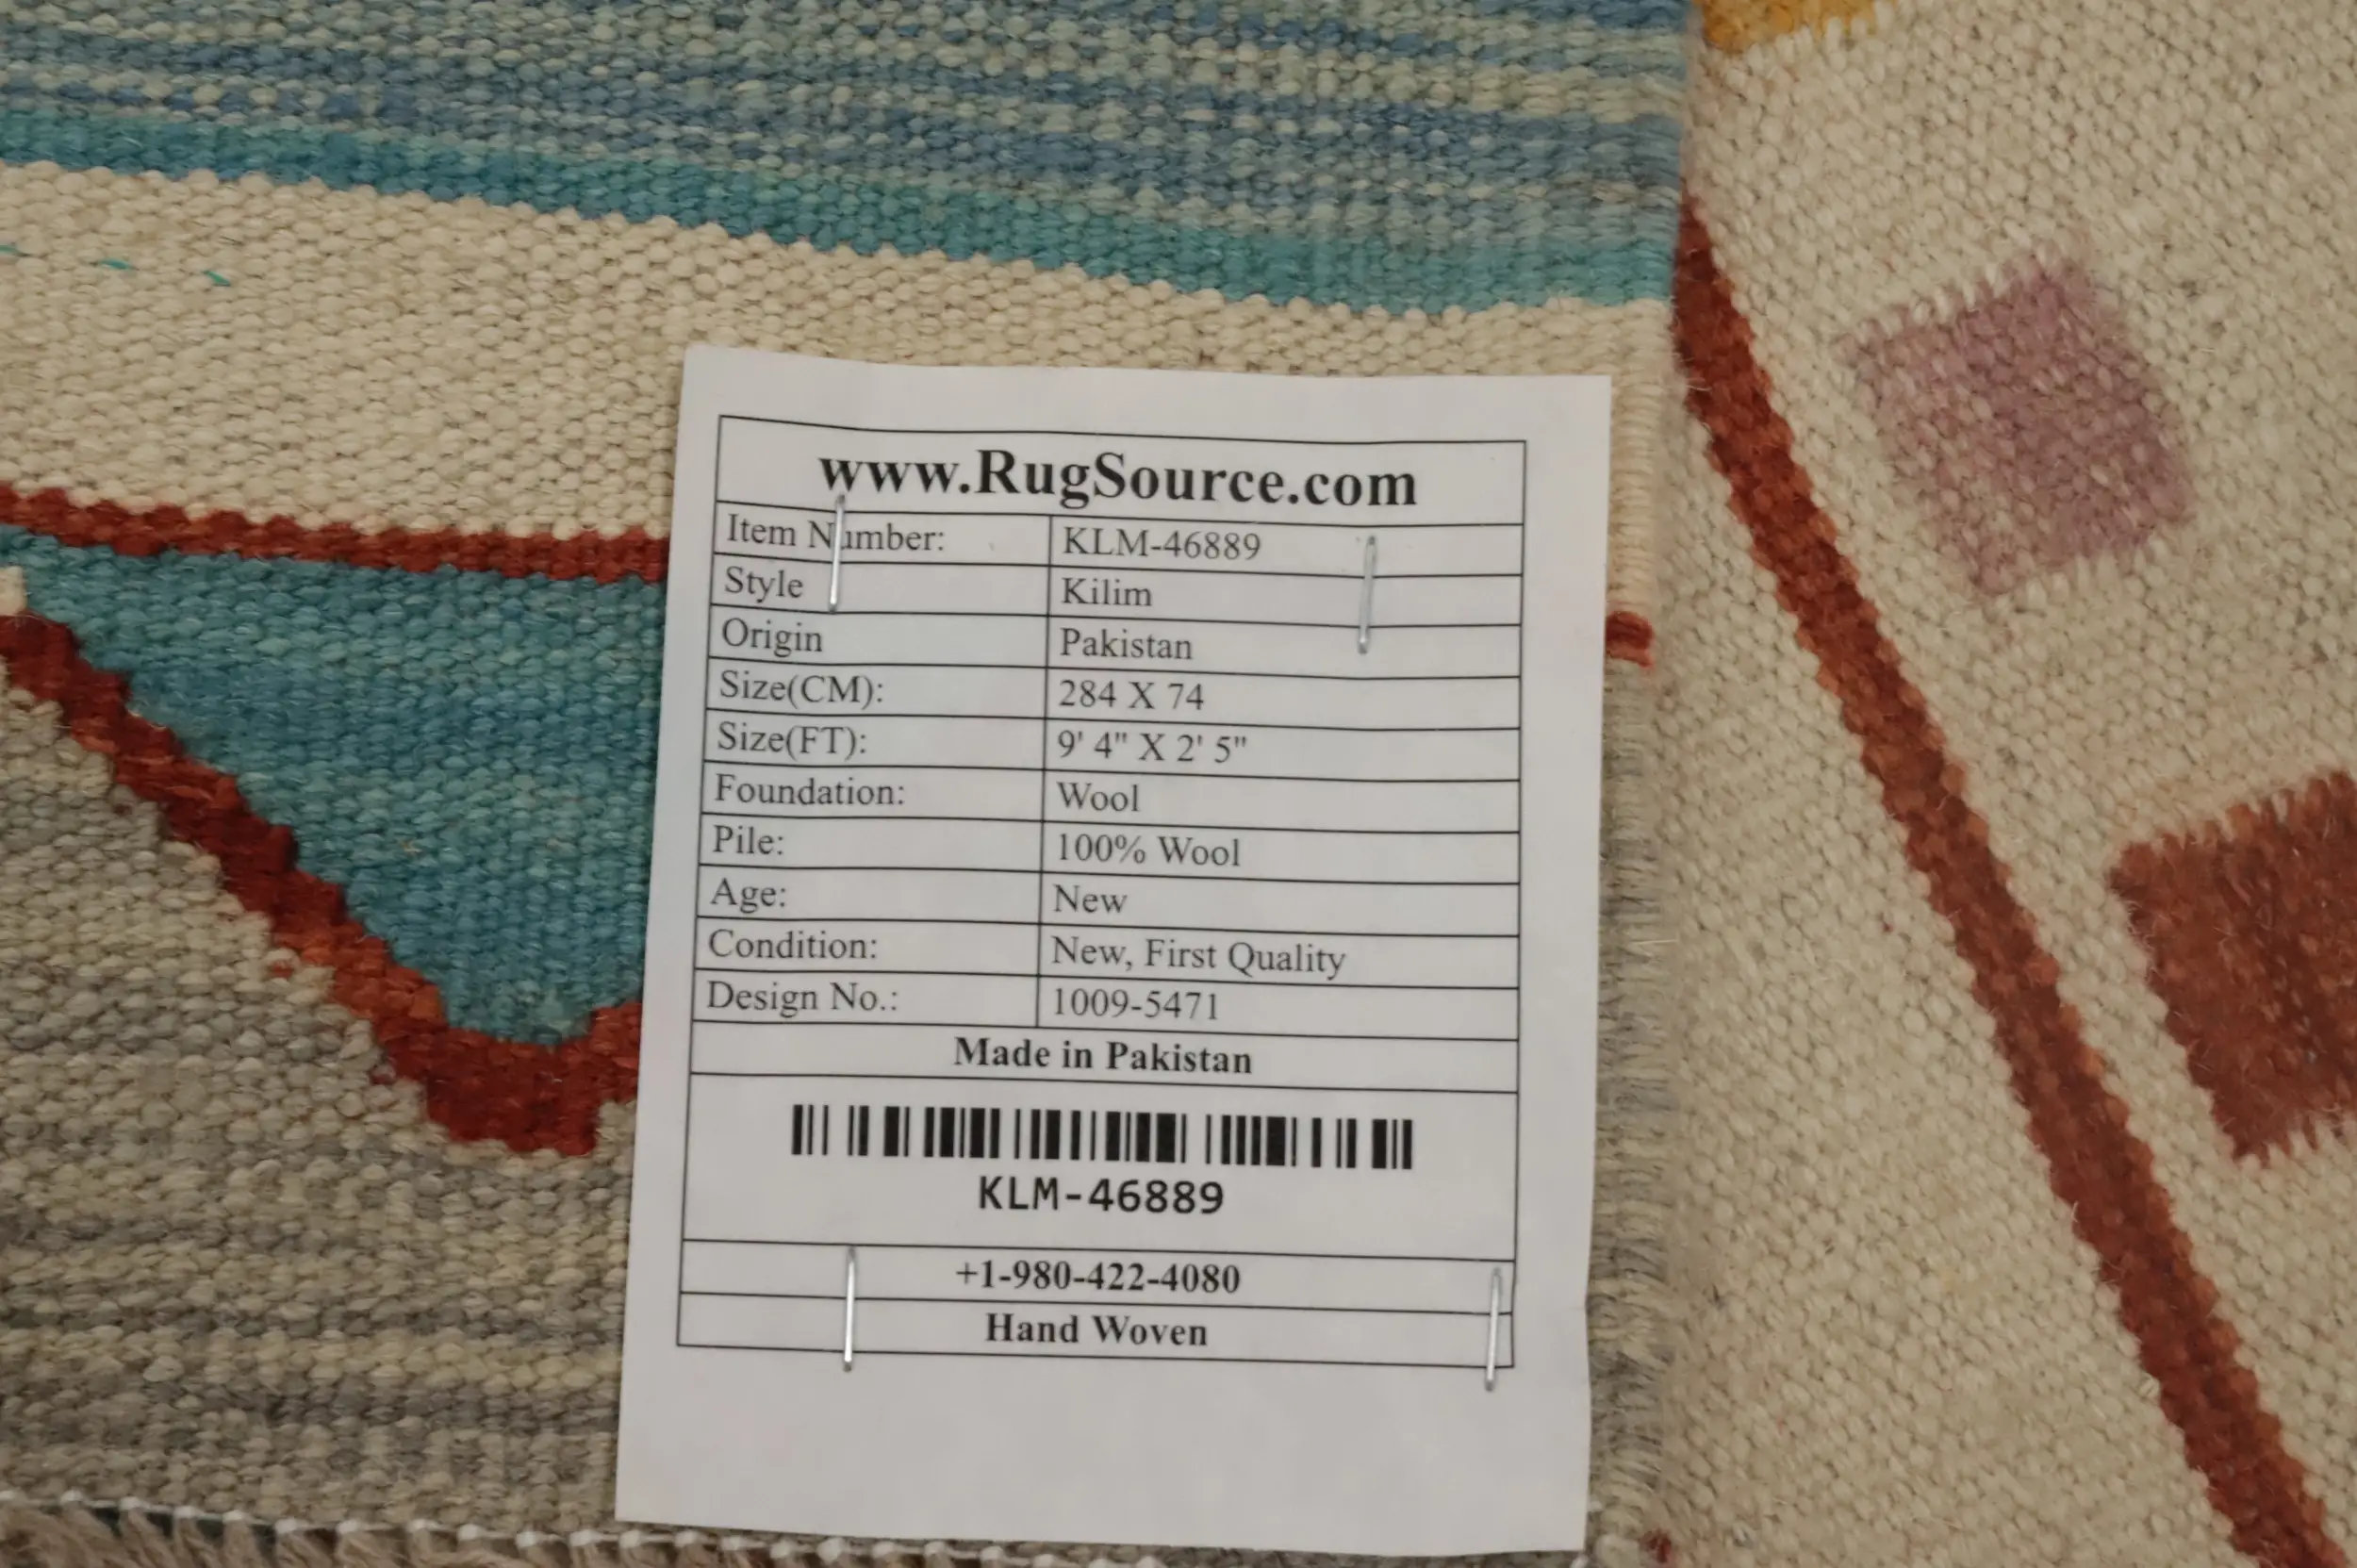 www.RugSource.com
Item Number: KLM-46889
Style Kilim
Origin Pakistan
Size(CM): 284 X 74
Size(FT): 9' 4" X 2' 5"
Foundation: Wool
Pile: 100% Wool
Age: New
Condition: New, First Quality
Design No.: 1009-5471
Made in Pakistan
KLM-46889
+1-980-422-4080
Hand Woven